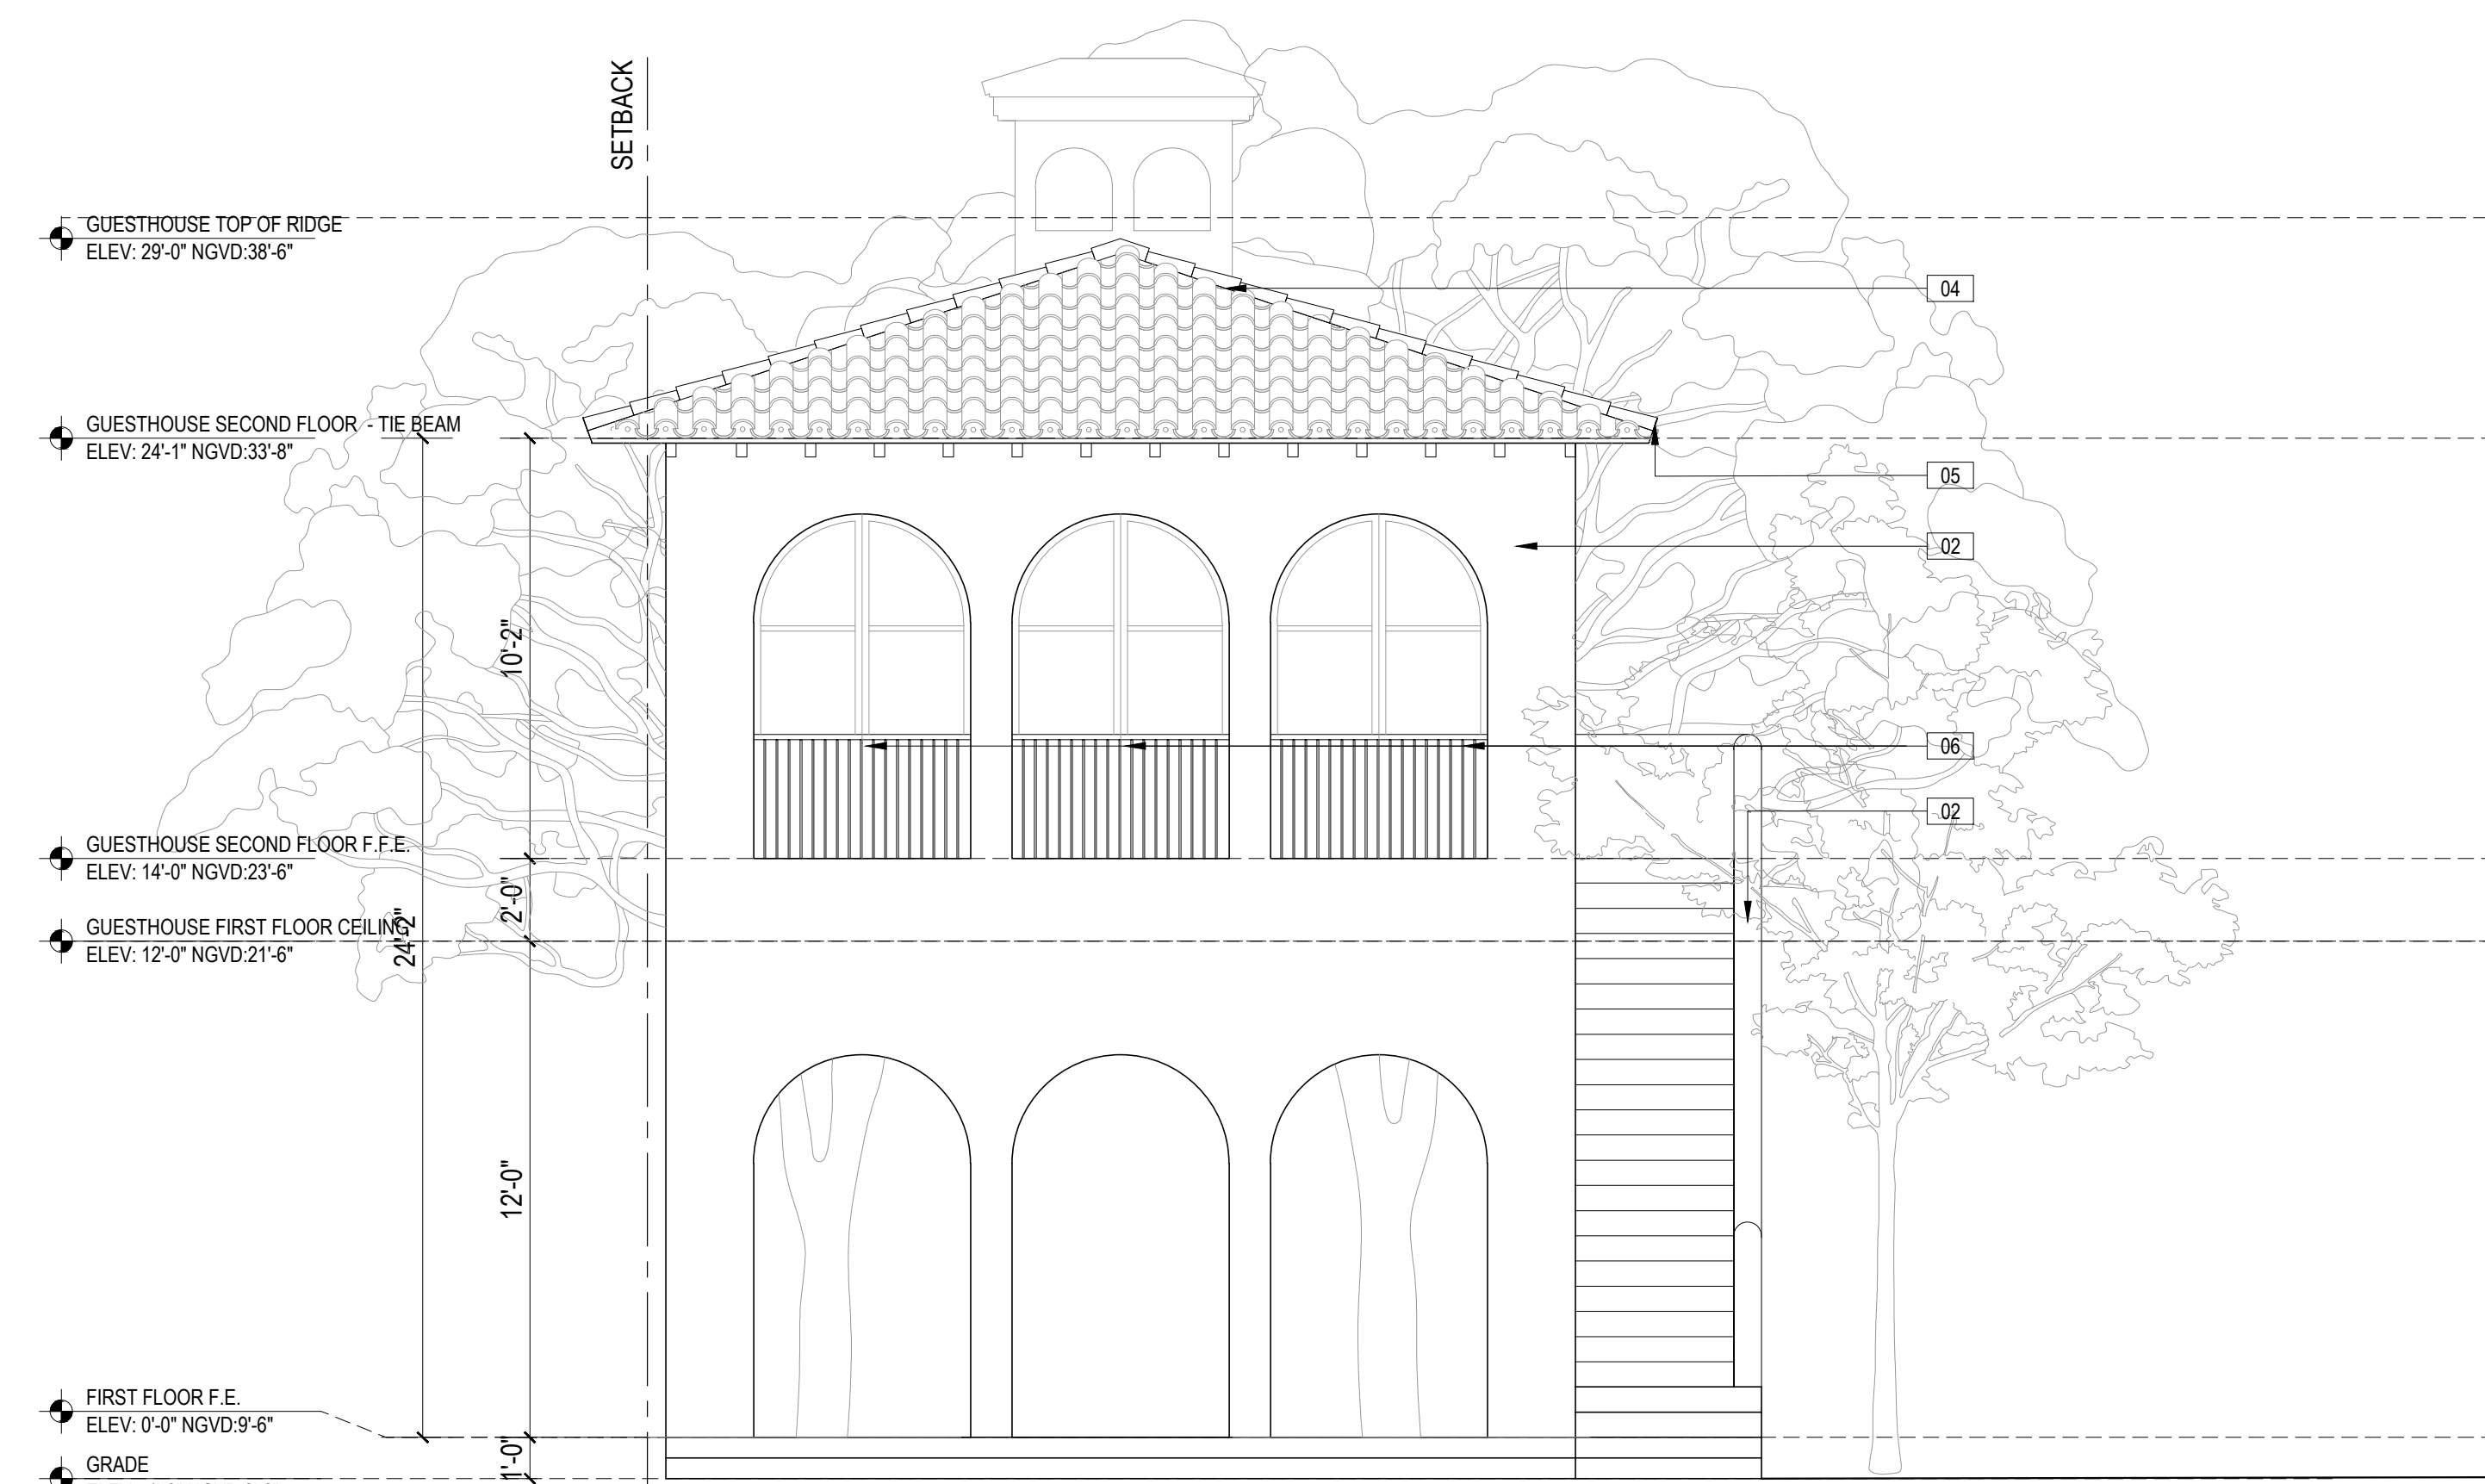 SETBACK
GUESTHOUSE TOP OF RIDGE
ELEV: 29'-0" NGVD:38'-6"
04
GUESTHOUSE SECOND FLOOR - TIE BEAM
ELEV: 24'-1" NGVD:33'-8"
05
02
10'-2"
06
02
GUESTHOUSE SECOND FLOOR F.F.E.
ELEV: 14'-0" NGVD:23'-6"
2'-0"
GUESTHOUSE FIRST FLOOR CEILING
ELEV: 12'-0" NGVD:21'-6"
24'-2"
12'-0"
FIRST FLOOR F.E.
ELEV: 0'-0" NGVD:9'-6"
1'-0"
GRADE